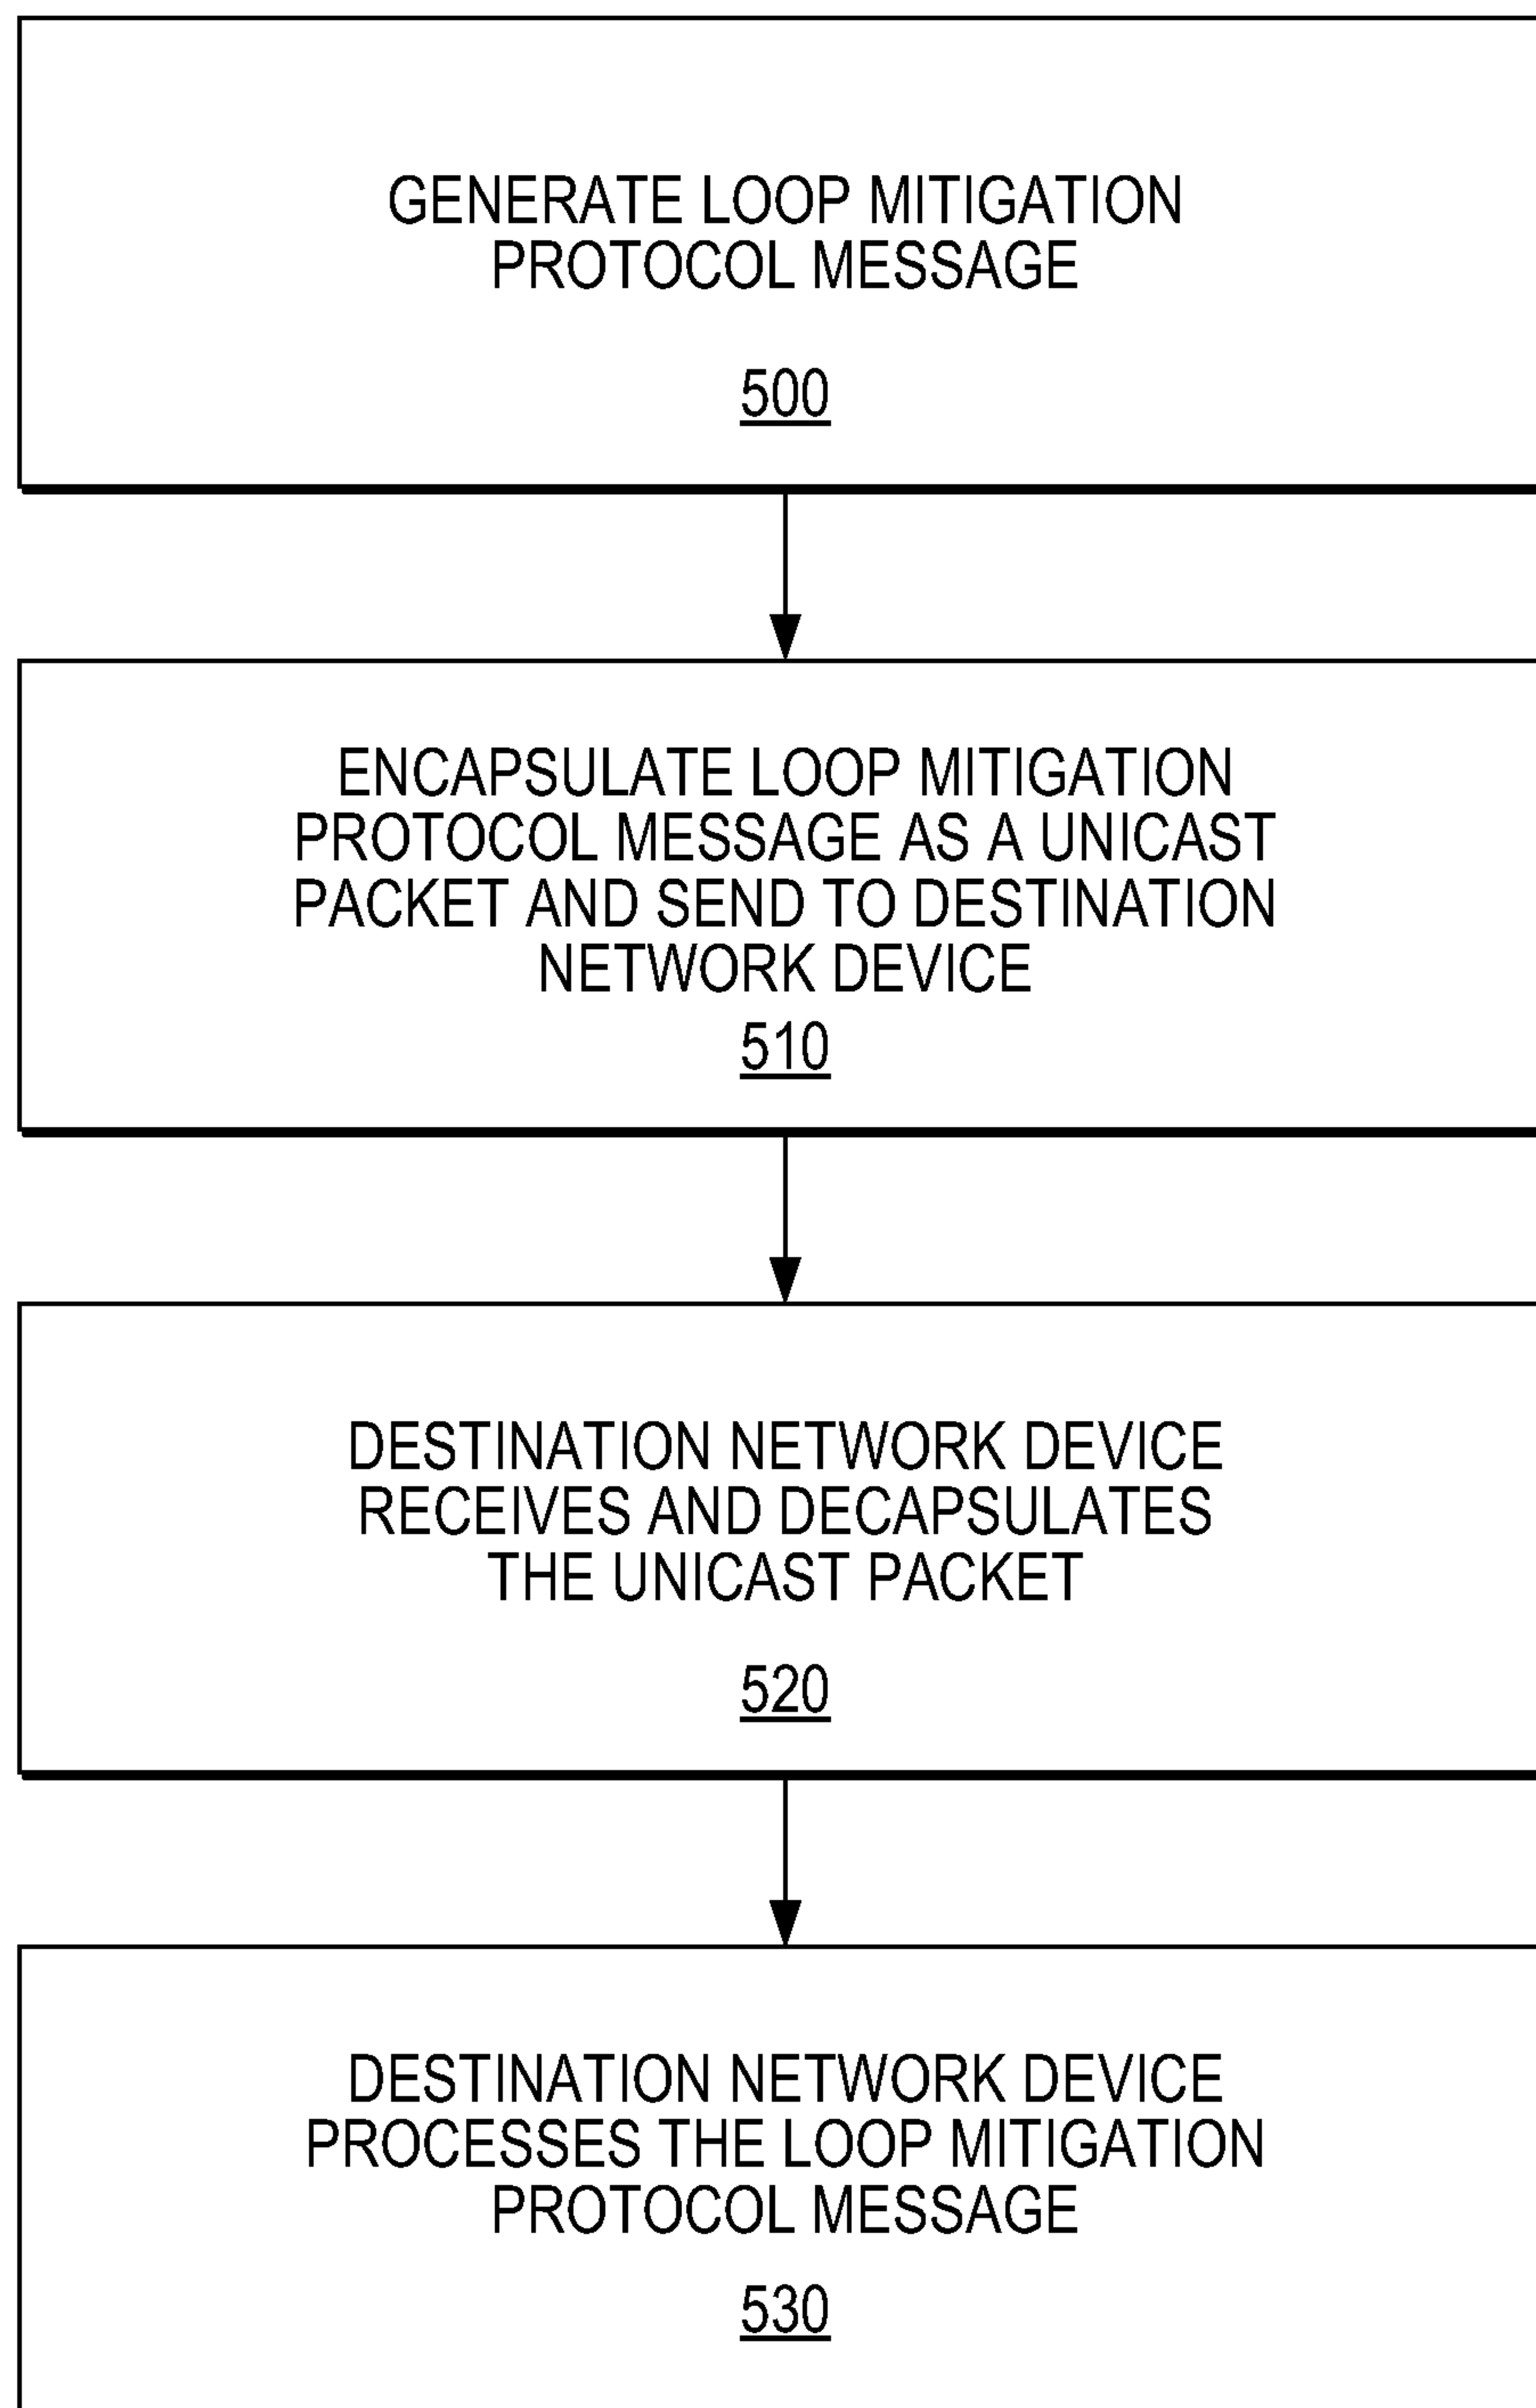 GENERATE LOOP MITIGATION
PROTOCOL MESSAGE
500
ENCAPSULATE LOOP MITIGATION
PROTOCOL MESSAGE AS A UNICAST
PACKET AND SEND TO DESTINATION
NETWORK DEVICE
510
DESTINATION NETWORK DEVICE
RECEIVES AND DECAPSULATES
THE UNICAST PACKET
520
DESTINATION NETWORK DEVICE
PROCESSES THE LOOP MITIGATION
PROTOCOL MESSAGE
530